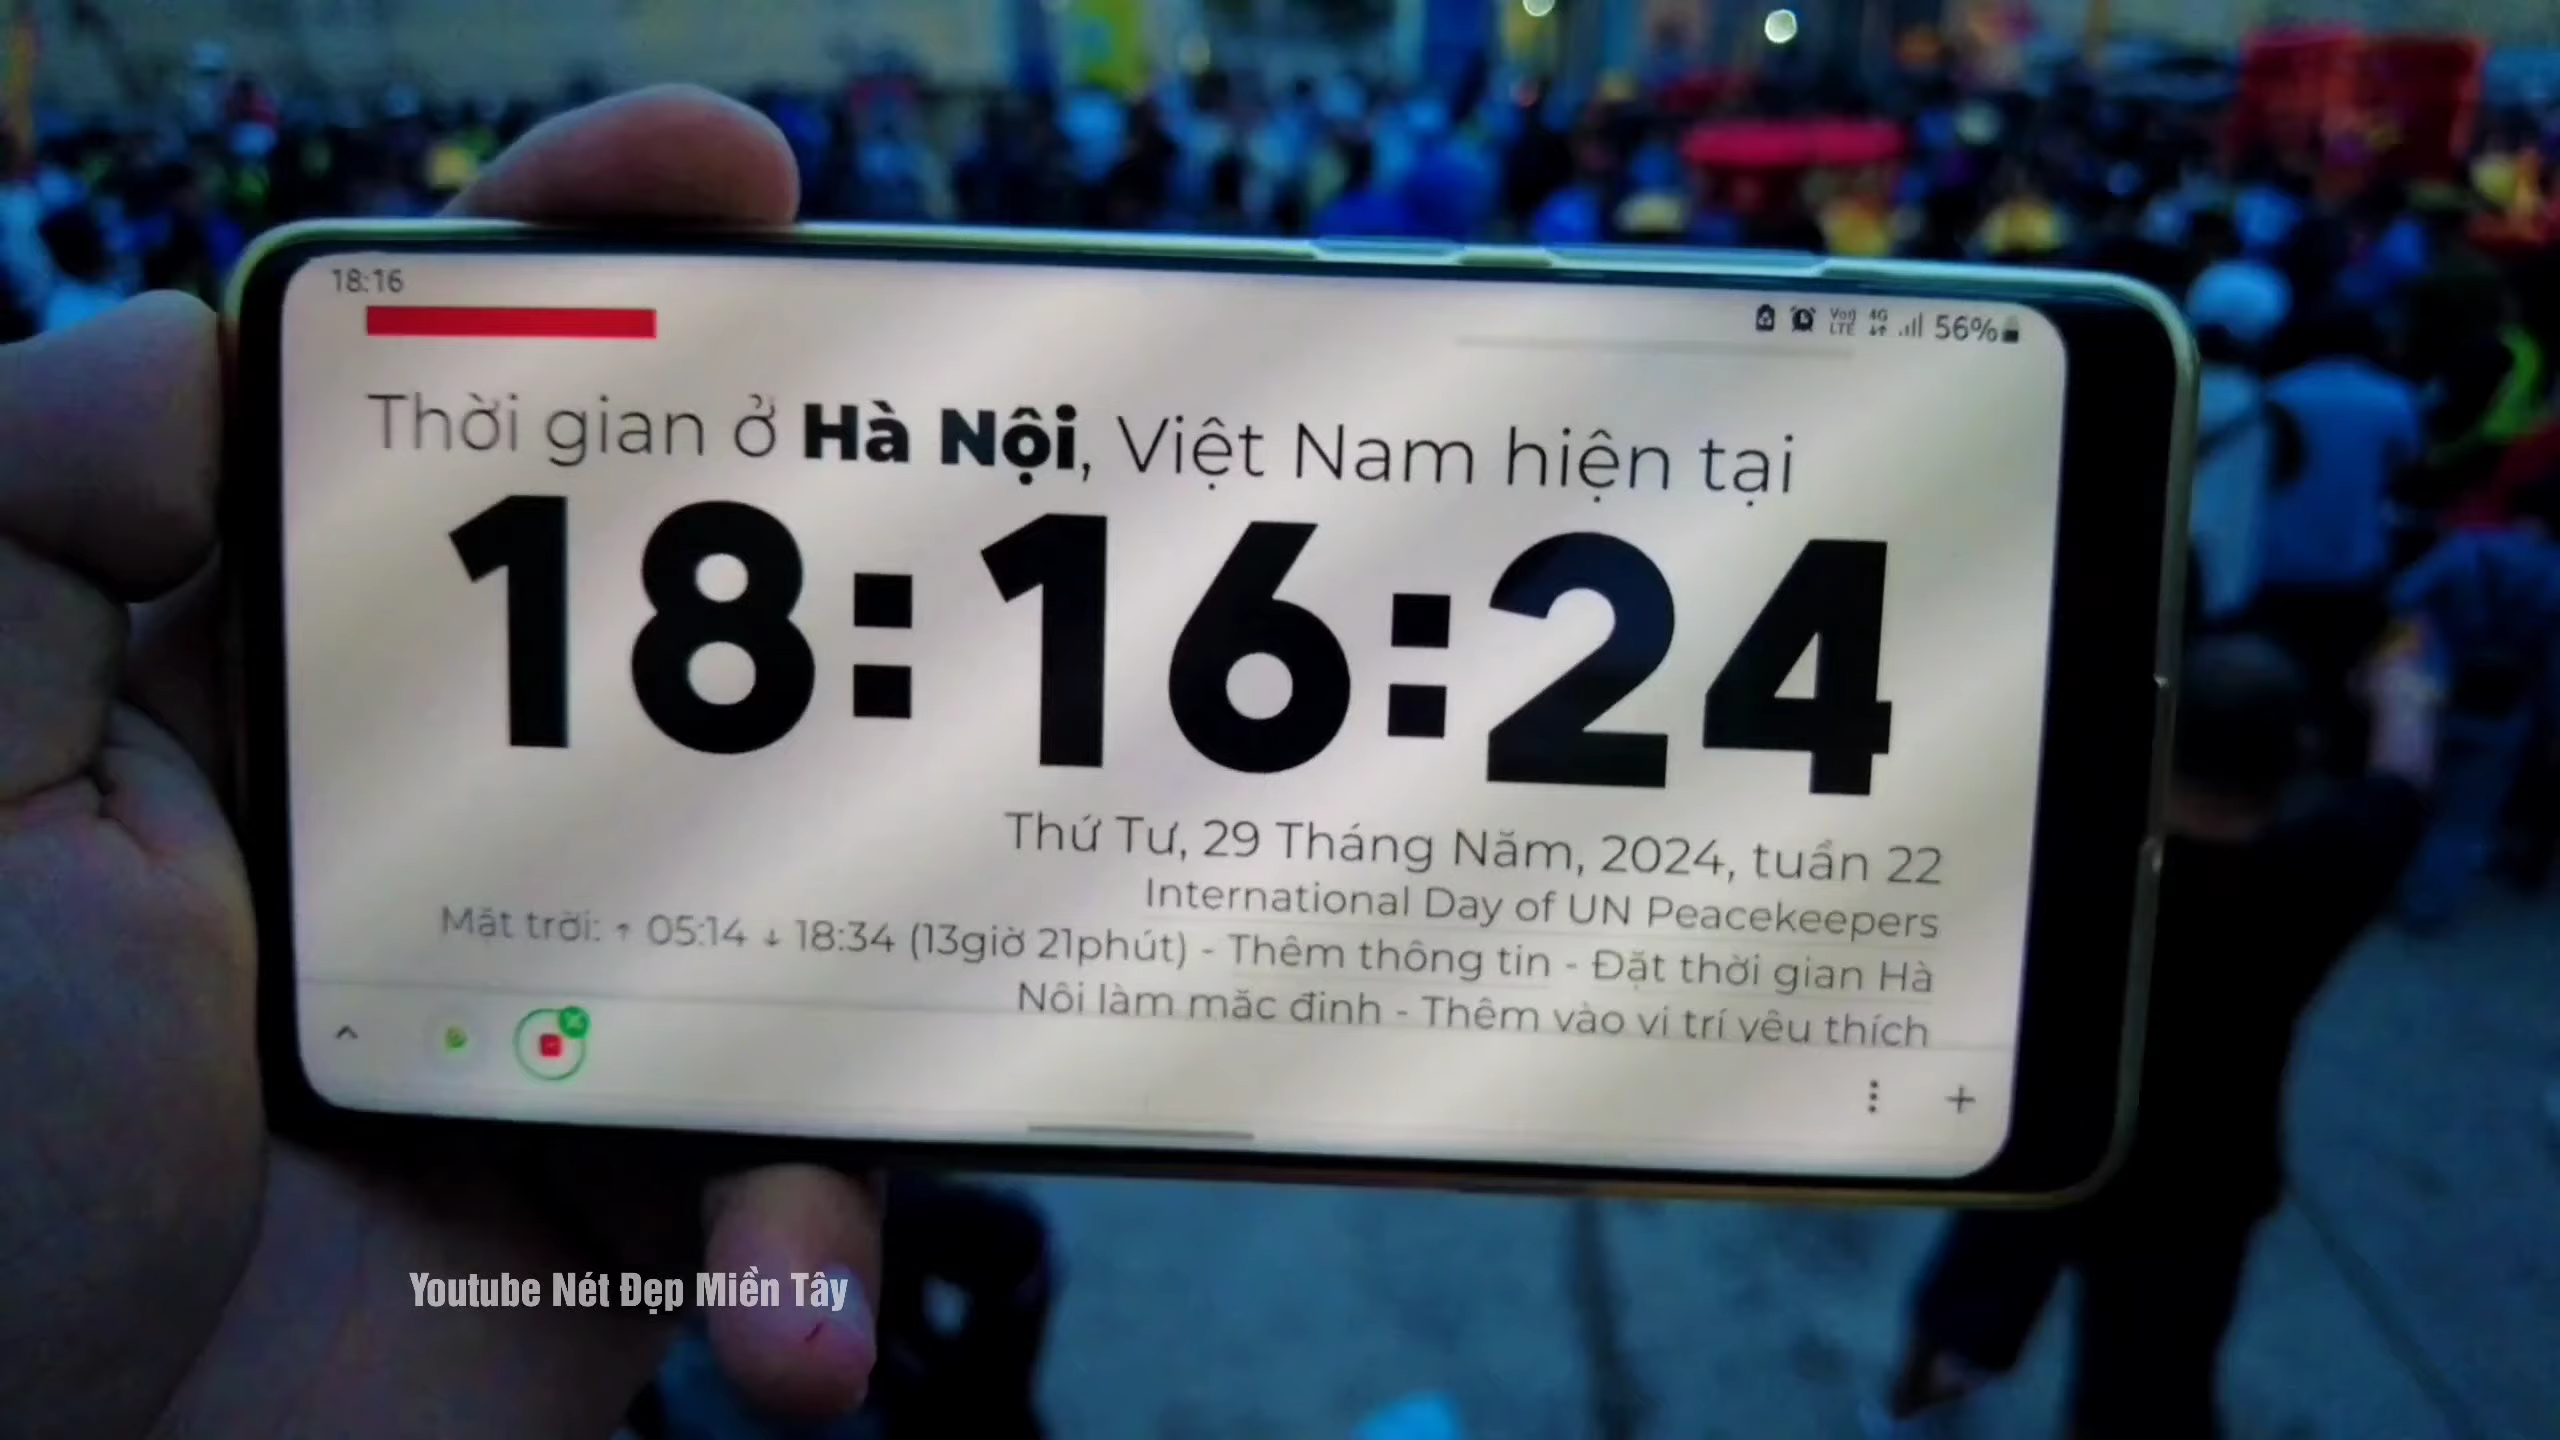 18:16
56%
Thời gian ở Hà Nội, Việt Nam hiện tại
18:16:24
Thứ Tư, 29 Tháng Năm, 2024, tuần 22
International Day of UN Peacekeepers
Mặt trời: ↑ 05:14 ↓ 18:34 (13giờ 21phút) - Thêm thông tin - Đặt thời gian Hà
Nội làm mặc định - Thêm vào vị trí yêu thích
Youtube Nét Đẹp Miền Tây